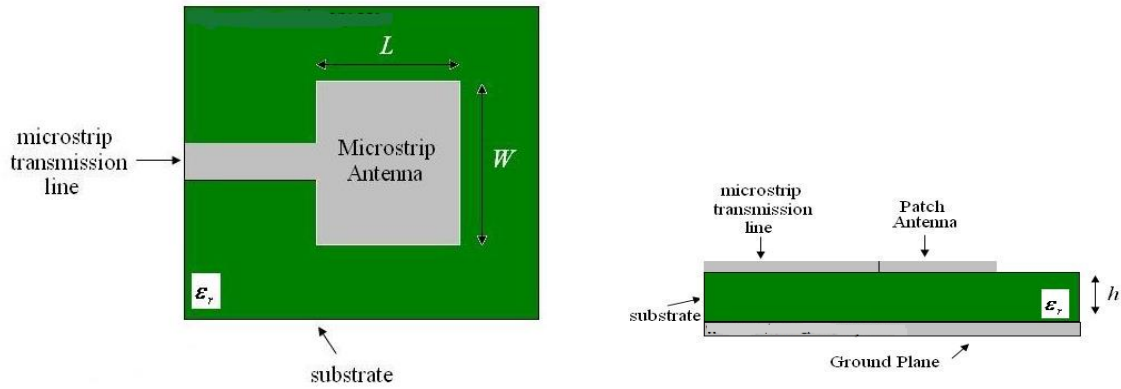 L
microstrip
transmission
line
Microstrip
Antenna
W
εr
substrate
microstrip
transmission
line
Patch
Antenna
substrate
εr
h
Ground Plane